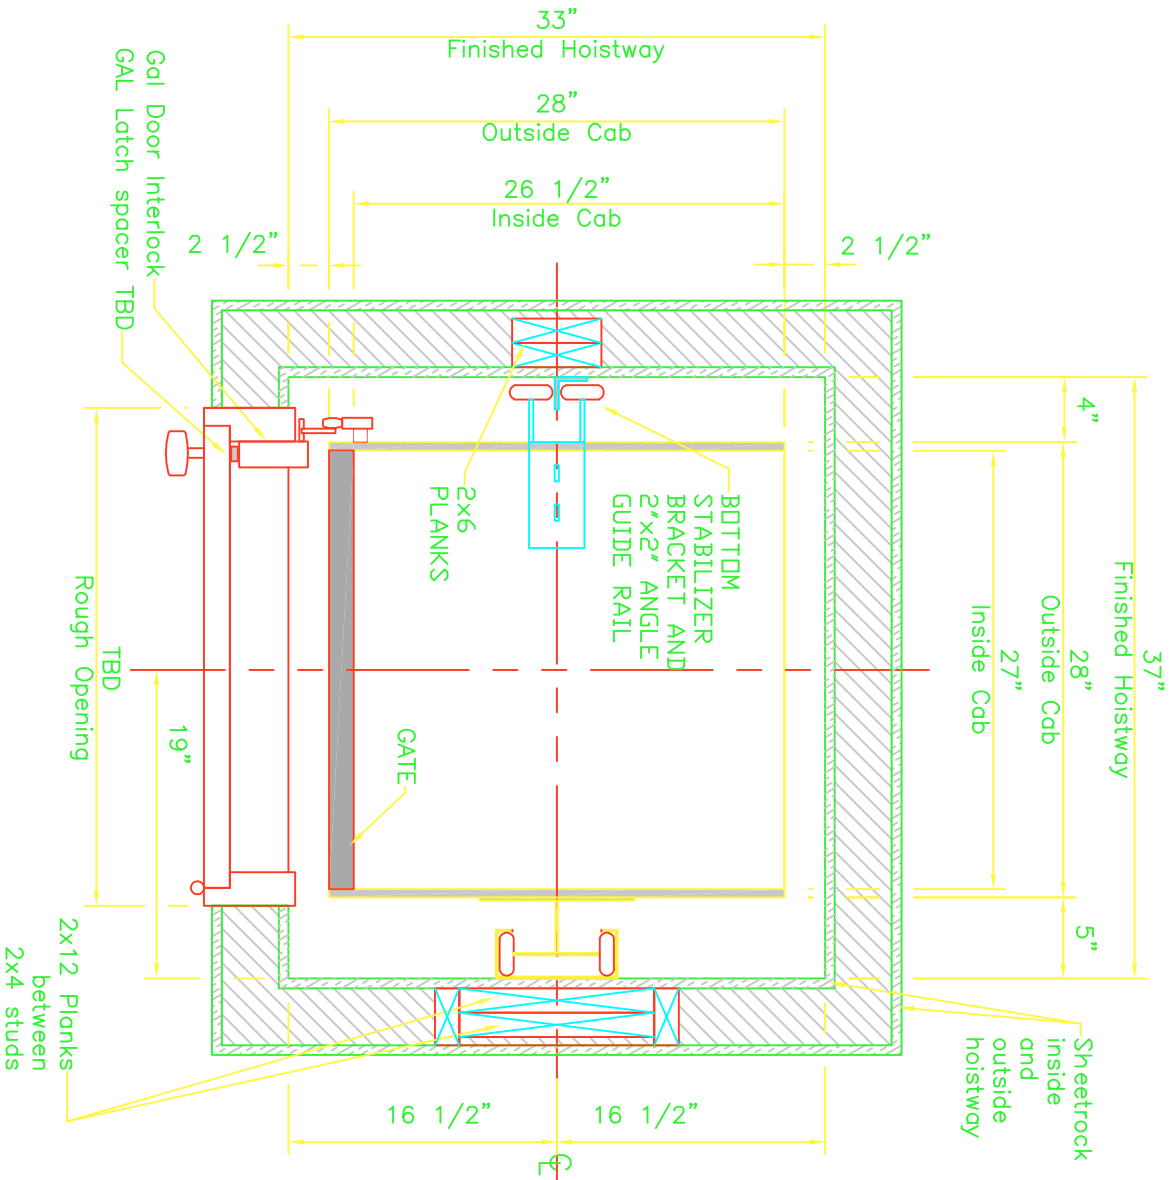 33"
Finished Hoistway
28"
Outside Cab
26 1/2"
Inside Cab
2 1/2"
2 1/2"
Gal Door Interlock
GAL Latch spacer TBD
4"
37"
Finished Hoistway
28"
Outside Cab
27"
Inside Cab
5"
BOTTOM
STABILIZER
BRACKET AND
2"x2" ANGLE
GUIDE RAIL
2x6
PLANKS
GATE
TBD
Rough Opening
19"
2x12 Planks
between
2x4 studs
Sheetrock
inside
and
outside
hoistway
16 1/2"
16 1/2"
CL